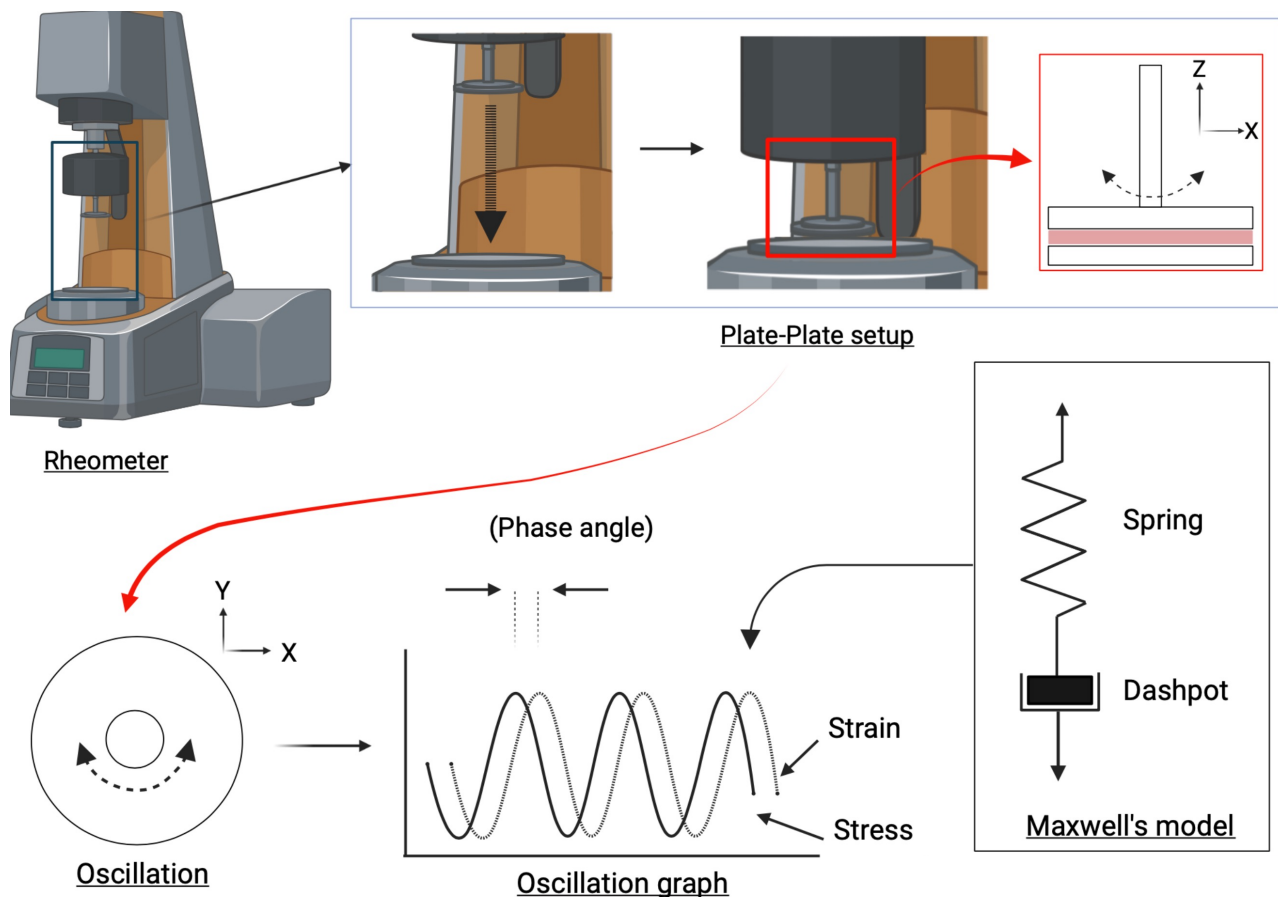 Z
X
Plate-Plate setup
Rheometer
(Phase angle)
Spring
Y
X
Dashpot
Strain
Stress
Maxwell's model
Oscillation
Oscillation graph